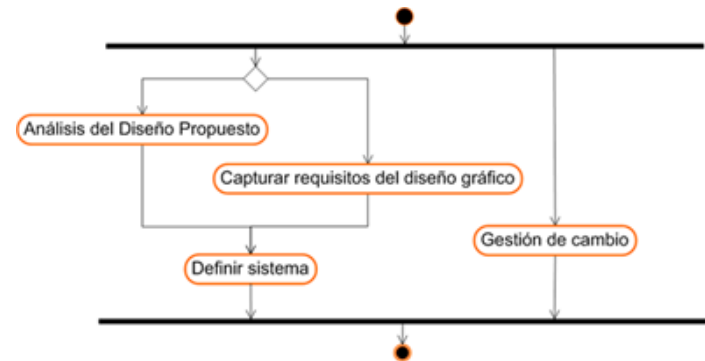 Análisis del Diseño Propuesto
Capturar requisitos del diseño gráfico
Gestión de cambio
Definir sistema